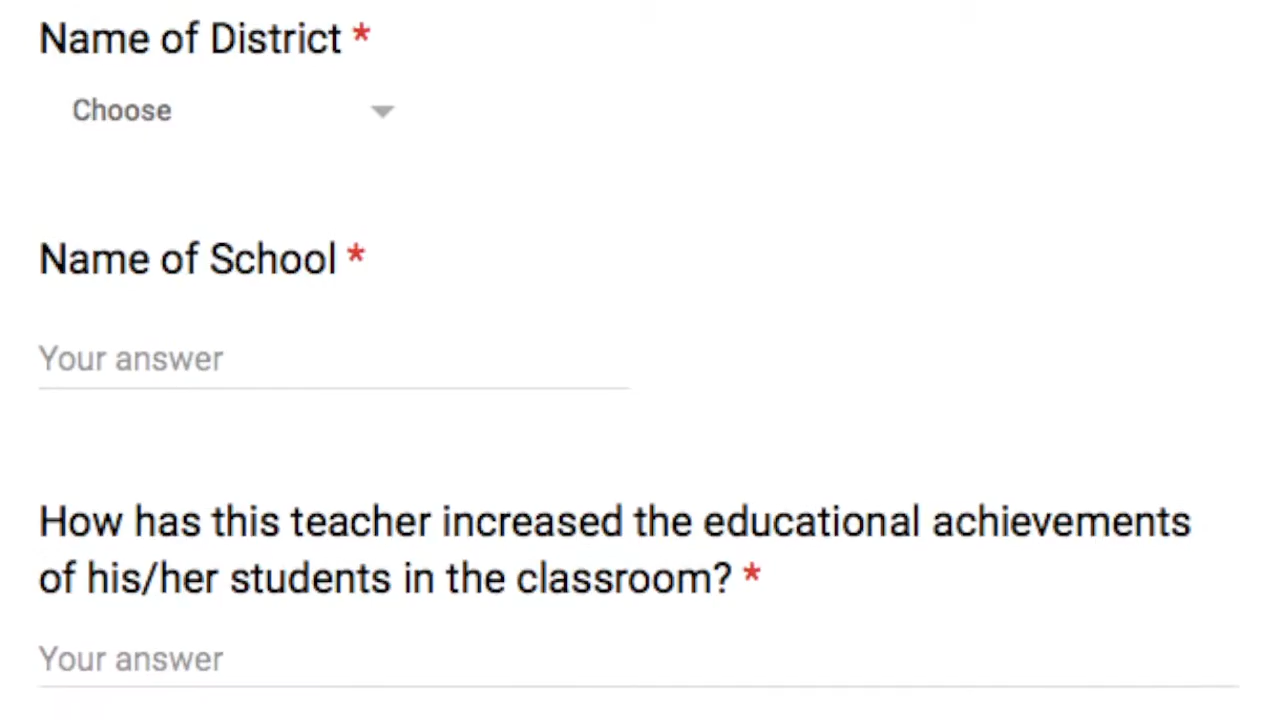 Name of District *
Choose
Name of School *
Your answer
How has this teacher increased the educational achievements
of his/her students in the classroom? *
Your answer